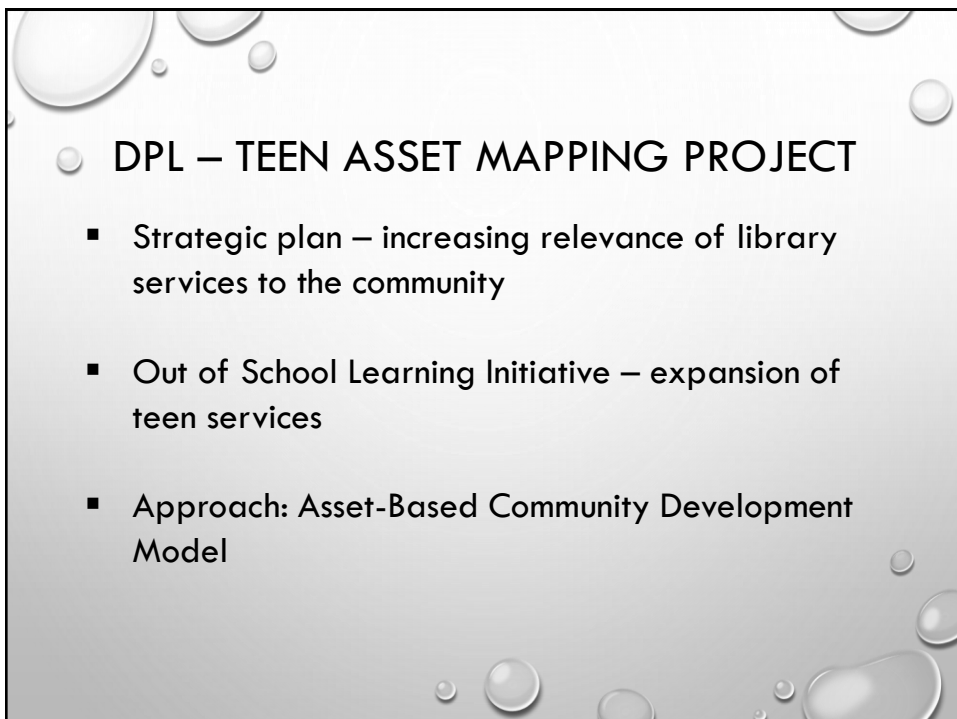 DPL – TEEN ASSET MAPPING PROJECT
▪ Strategic plan – increasing relevance of library
services to the community
▪ Out of School Learning Initiative – expansion of
teen services
▪ Approach: Asset-Based Community Development
Model